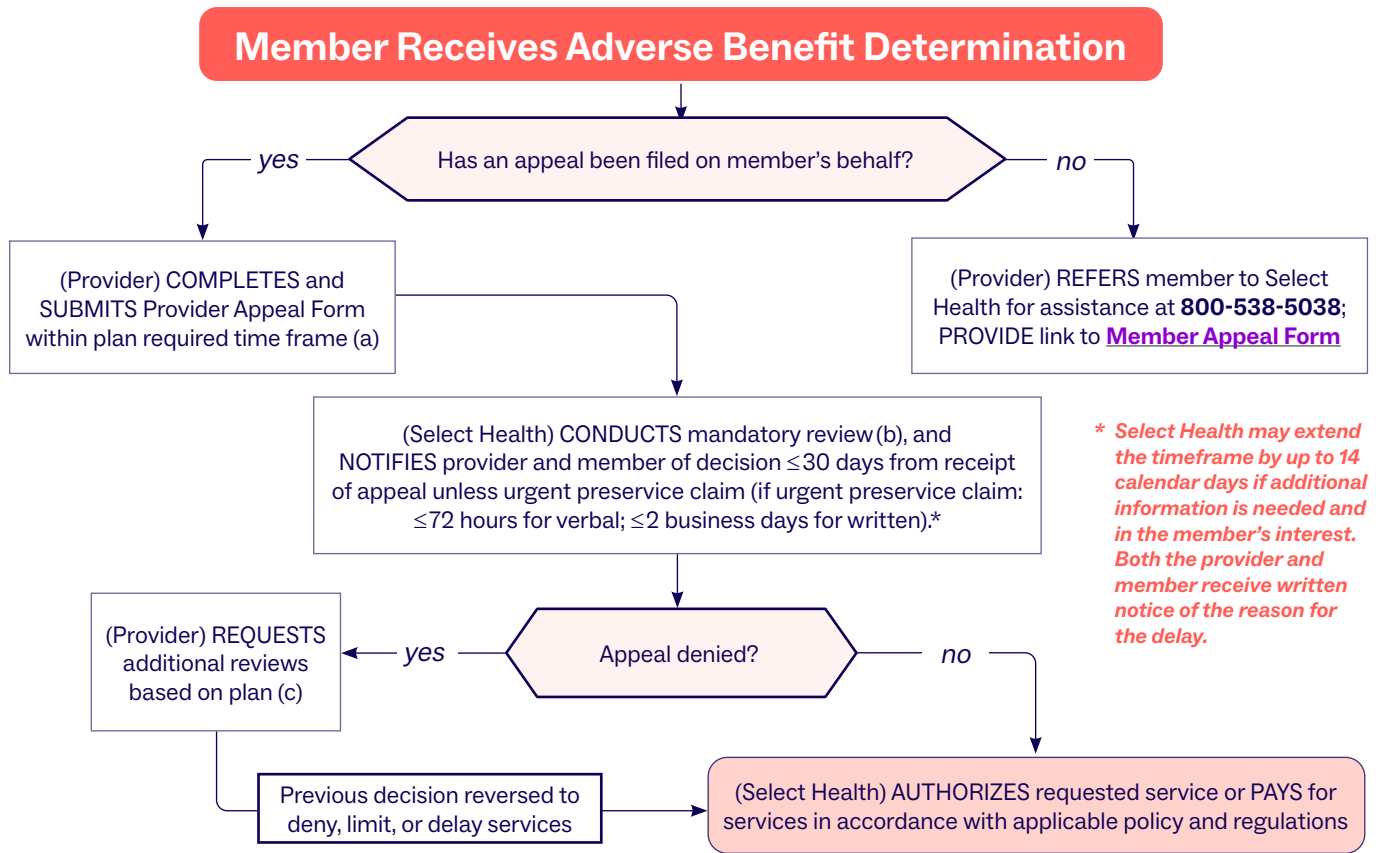 Member Receives Adverse Benefit Determination
Has an appeal been filed on member's behalf?
yes
no
(Provider) COMPLETES and
SUBMITS Provider Appeal Form
within plan required time frame (a)
(Provider) REFERS member to Select
Health for assistance at 800-538-5038;
PROVIDE link to Member Appeal Form
(Select Health) CONDUCTS mandatory review (b), and
NOTIFIES provider and member of decision ≤30 days from receipt
of appeal unless urgent preservice claim (if urgent preservice claim:
≤72 hours for verbal; ≤2 business days for written).*
* Select Health may extend
the timeframe by up to 14
calendar days if additional
information is needed and
in the member's interest.
Both the provider and
member receive written
notice of the reason for
the delay.
Appeal denied?
yes
no
(Provider) REQUESTS
additional reviews
based on plan (c)
Previous decision reversed to
deny, limit, or delay services
(Select Health) AUTHORIZES requested service or PAYS for
services in accordance with applicable policy and regulations